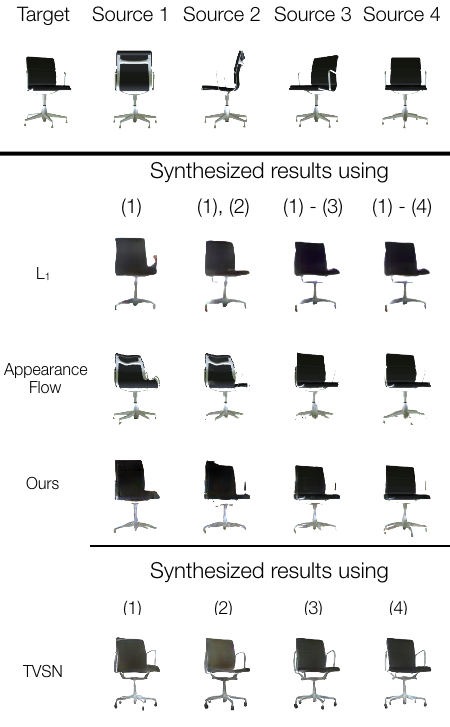 Target Source 1 Source 2 Source 3 Source 4
Synthesized results using
(1) (1), (2) (1) - (3) (1) - (4)
L₁
Appearance
Flow
Ours
Synthesized results using
(1) (2) (3) (4)
TVSN